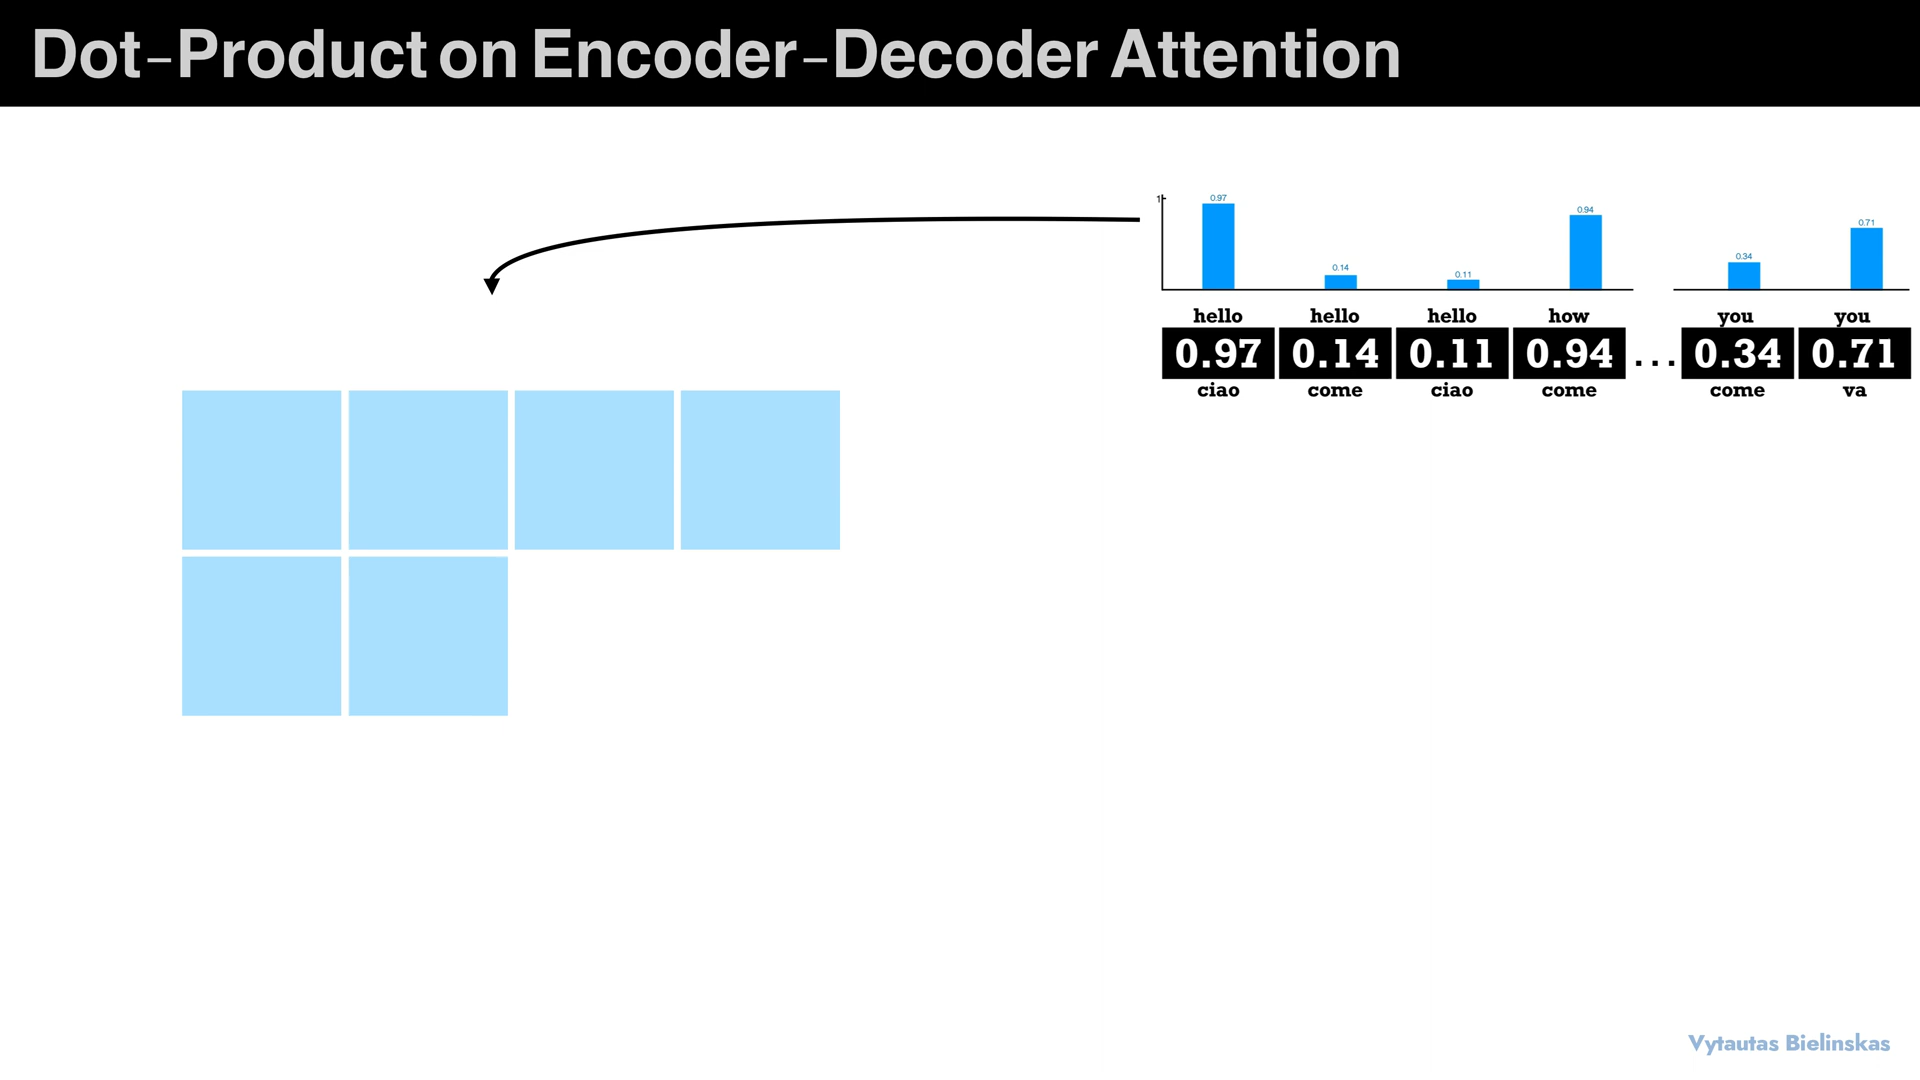 Dot-Product on Encoder-Decoder Attention
1
0.97
0.14
0.11
0.94
0.34
0.71
hello hello hello how you you
0.97 0.14 0.11 0.94 ... 0.34 0.71
ciao come ciao come come va
Vytautas Bielinskas